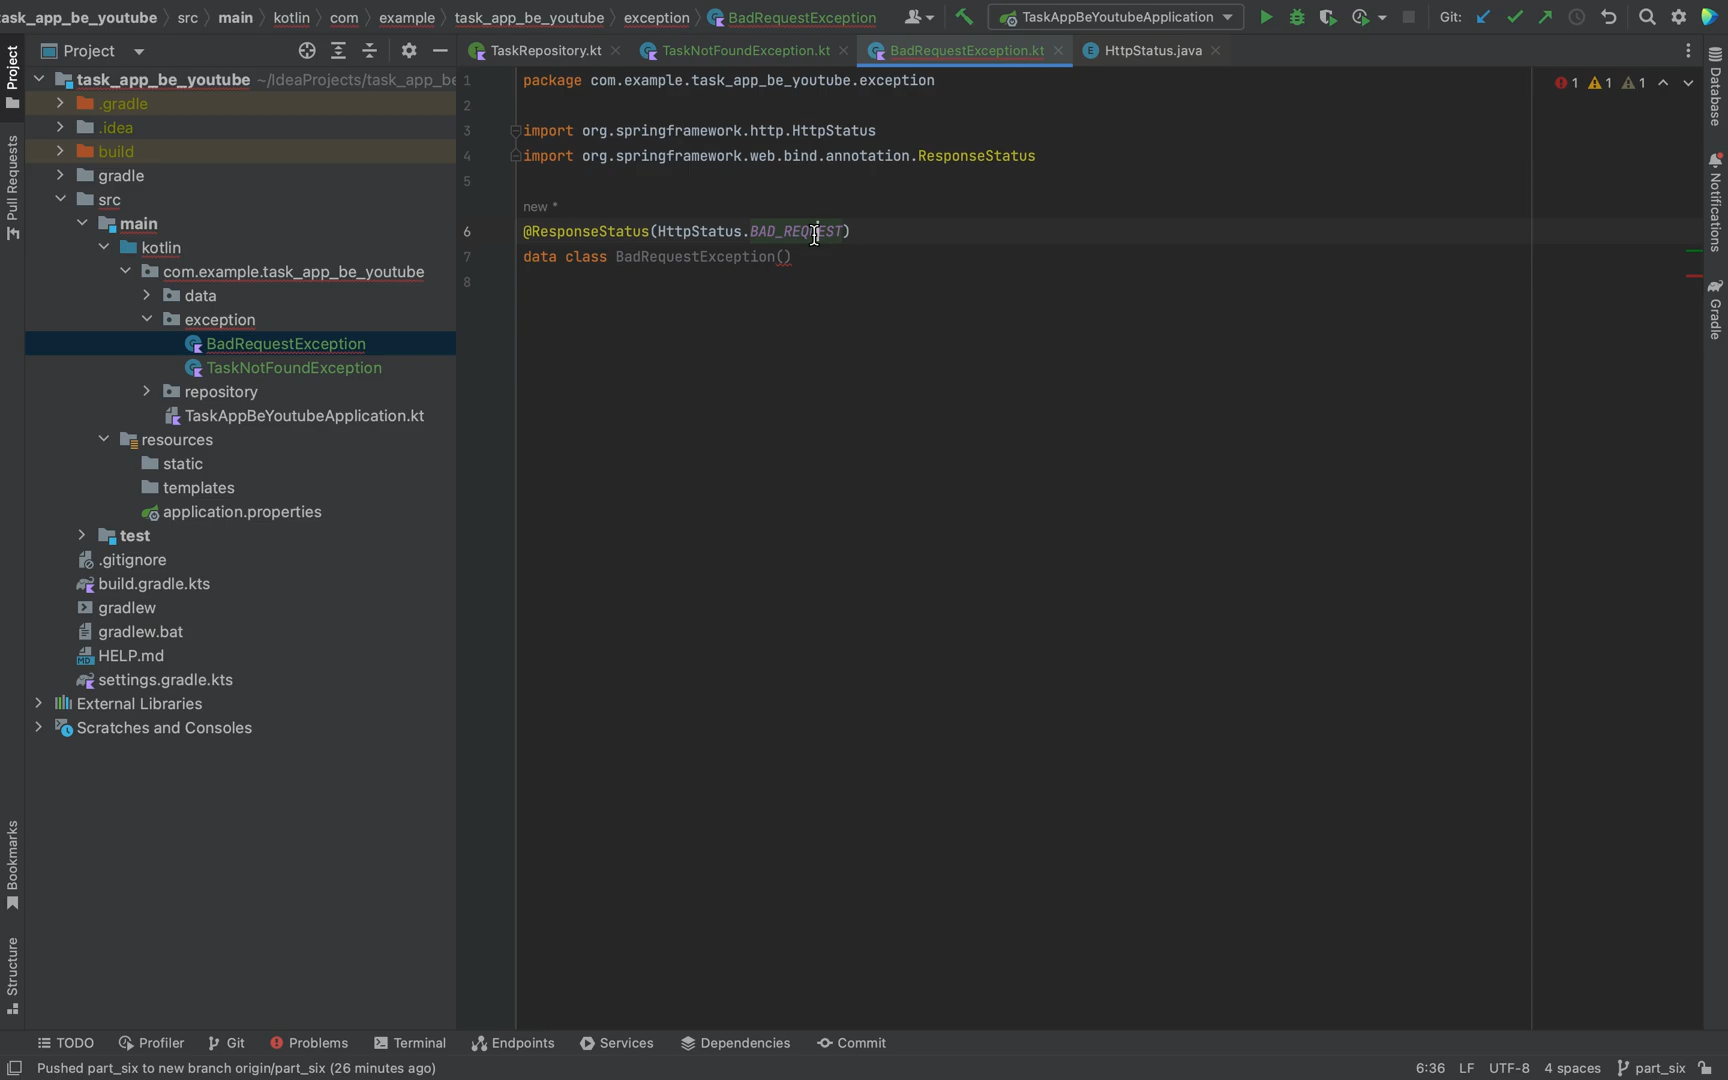 task_app_be_youtube src main kotlin com example task_app_be_youtube exception BadRequestException TaskAppBeYoutubeApplication Git:
Project
TaskRepository.kt TaskNotFoundException.kt BadRequestException.kt HttpStatus.java
task_app_be_youtube ~/IdeaProjects/task_app_be
.gradle
.idea
build
gradle
src
main
kotlin
com.example.task_app_be_youtube
data
exception
BadRequestException
TaskNotFoundException
repository
TaskAppBeYoutubeApplication.kt
resources
static
templates
application.properties
test
.gitignore
build.gradle.kts
gradlew
gradlew.bat
HELP.md
settings.gradle.kts
External Libraries
Scratches and Consoles
1 package com.example.task_app_be_youtube.exception
2
3 import org.springframework.http.HttpStatus
4 import org.springframework.web.bind.annotation.ResponseStatus
5
new *
6 @ResponseStatus(HttpStatus.BAD_REQUEST)
7 data class BadRequestException()
8
1 1 1
Project
Pull Requests
Bookmarks
Structure
Database
Notifications
Gradle
TODO Profiler Git Problems Terminal Endpoints Services Dependencies Commit
Pushed part_six to new branch origin/part_six (26 minutes ago) 6:36 LF UTF-8 4 spaces part_six